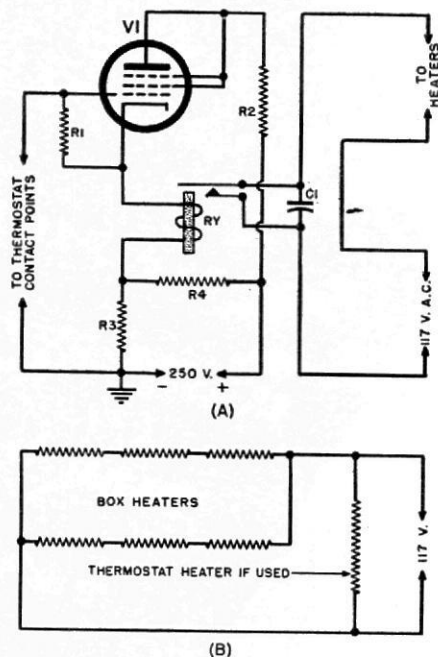 V1
R1
R2
TO THERMOSTAT
CONTACT POINTS
RY
C1
TO
HEATERS
R4
R3
117 V. A.C.
- 250 V. +
(A)
BOX HEATERS
THERMOSTAT HEATER IF USED
117 V.
(B)